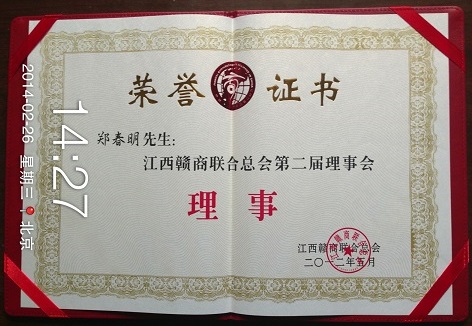 荣誉证书
郑春明先生:
江西赣商联合总会第二届理事会
理事
江西赣商联合总会
二〇一二年五月
14:27
2014-02-26 星期三 北京